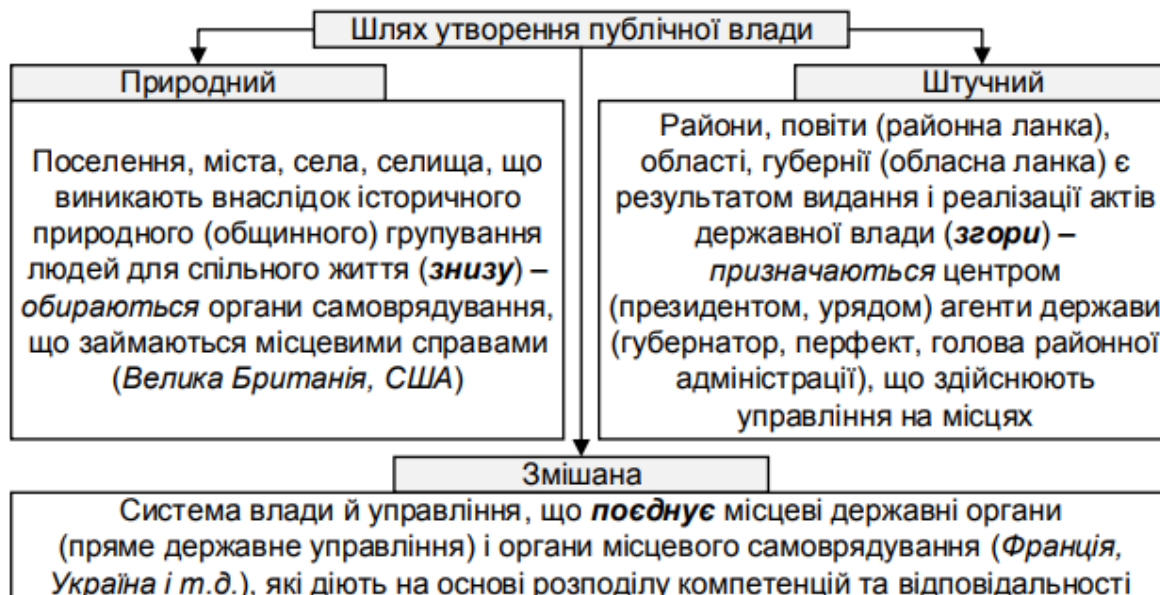 Шлях утворення публічної влади
Природний
Поселення, міста, села, селища, що
виникають внаслідок історичного
природного (общинного) групування
людей для спільного життя (знизу) –
обираються органи самоврядування,
що займаються місцевими справами
(Велика Британія, США)
Штучний
Райони, повіти (районна ланка),
області, губернії (обласна ланка) є
результатом видання і реалізації актів
державної влади (згори) –
призначаються центром
(президентом, урядом) агенти держави
(губернатор, перфект, голова районної
адміністрації), що здійснюють
управління на місцях
Змішана
Система влади й управління, що поєднує місцеві державні органи
(пряме державне управління) і органи місцевого самоврядування (Франція,
Україна і т.д.), які діють на основі розподілу компетенцій та відповідальності